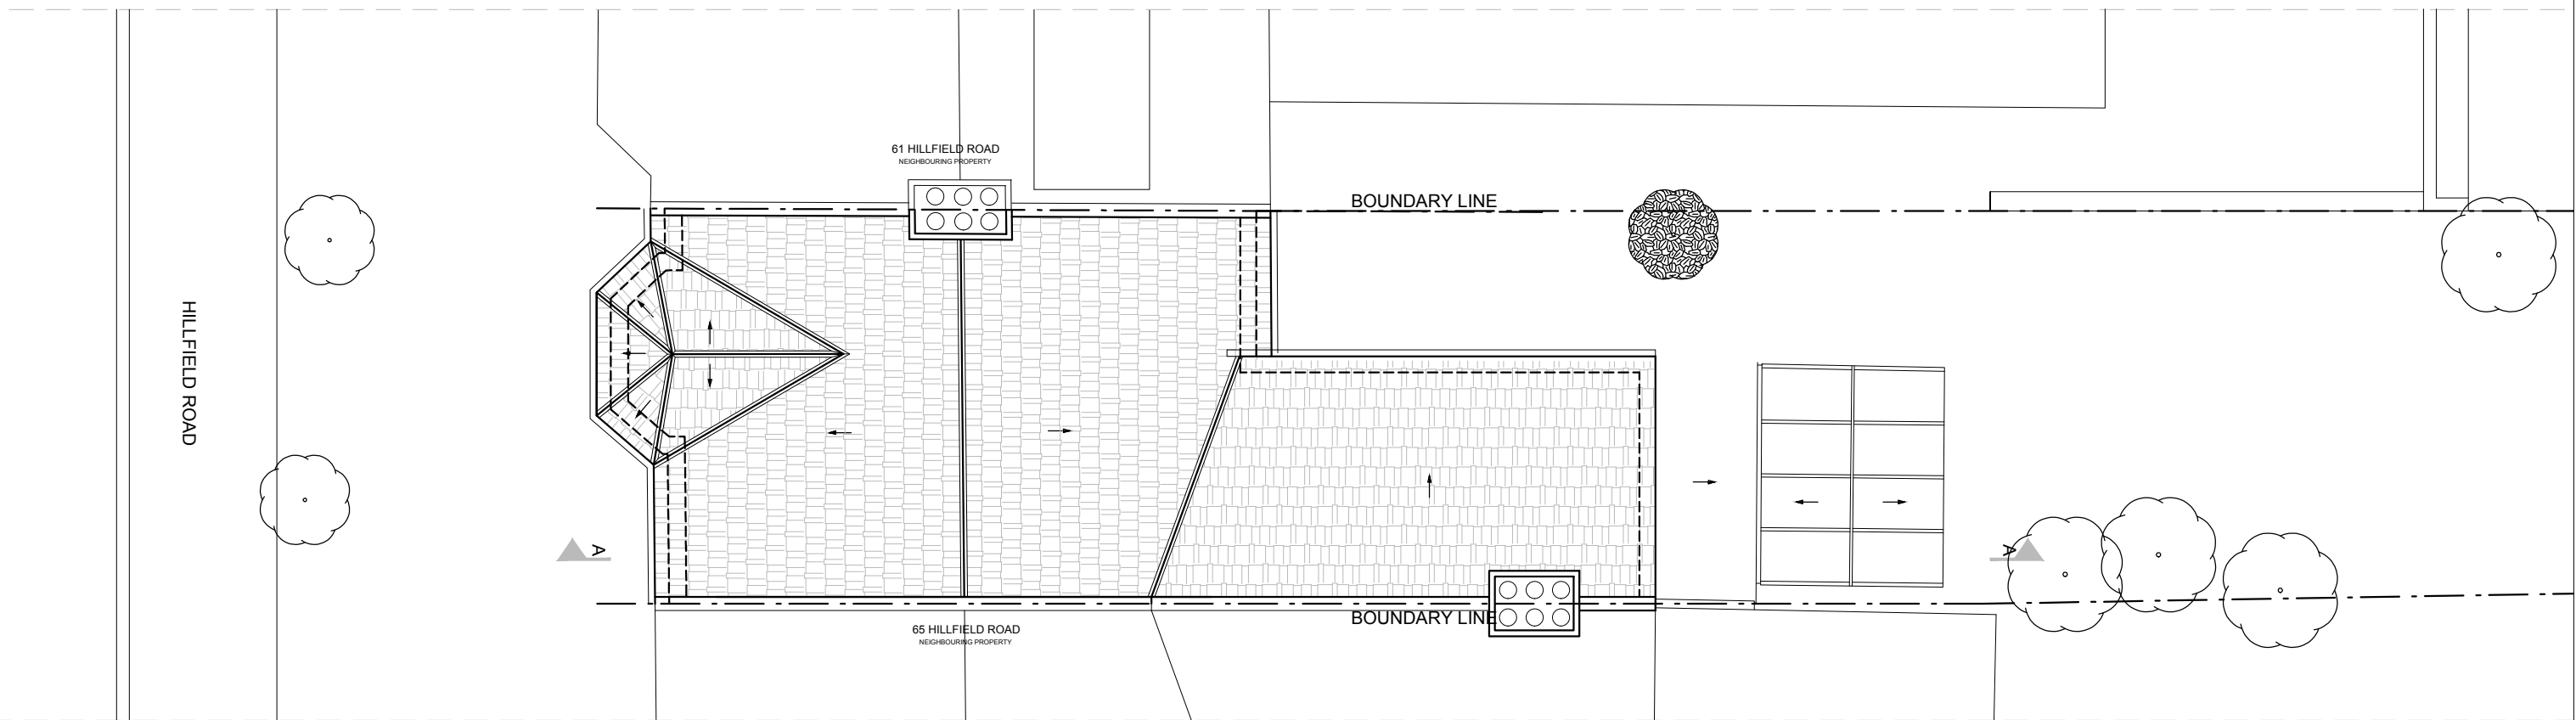 61 HILLFIELD ROAD
NEIGHBOURING PROPERTY
BOUNDARY LINE
HILLFIELD ROAD
A
A
BOUNDARY LINE
65 HILLFIELD ROAD
NEIGHBOURING PROPERTY